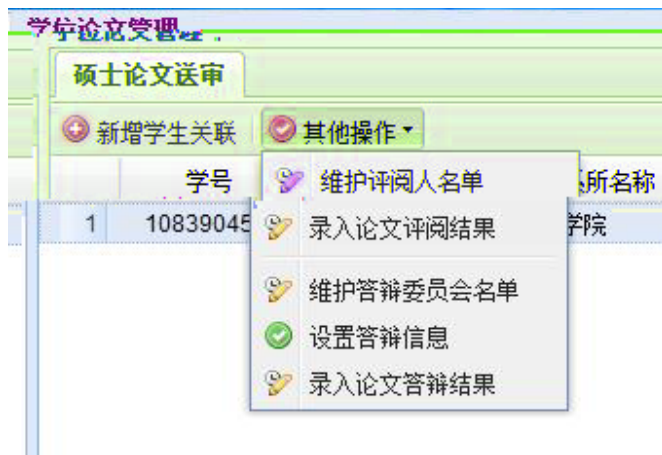 学位论文管理
硕士论文送审
新增学生关联 其他操作
学号 系所名称
维护评阅人名单
1 10839045 学院
录入论文评阅结果
维护答辩委员会名单
设置答辩信息
录入论文答辩结果